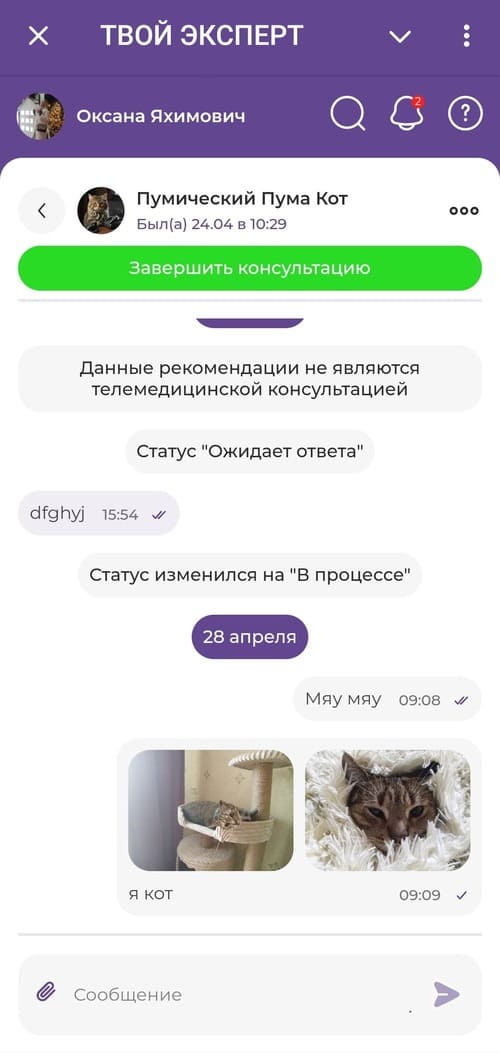 ТВОЙ ЭКСПЕРТ
Оксана Яхимович
2
?
Пумический Пума Кот
Был(а) 24.04 в 10:29
Завершить консультацию
Данные рекомендации не являются
телемедицинской консультацией
Статус "Ожидает ответа"
dfghyj 15:54
Статус изменился на "В процессе"
28 апреля
Мяу мяу 09:08
я кот 09:09
Сообщение